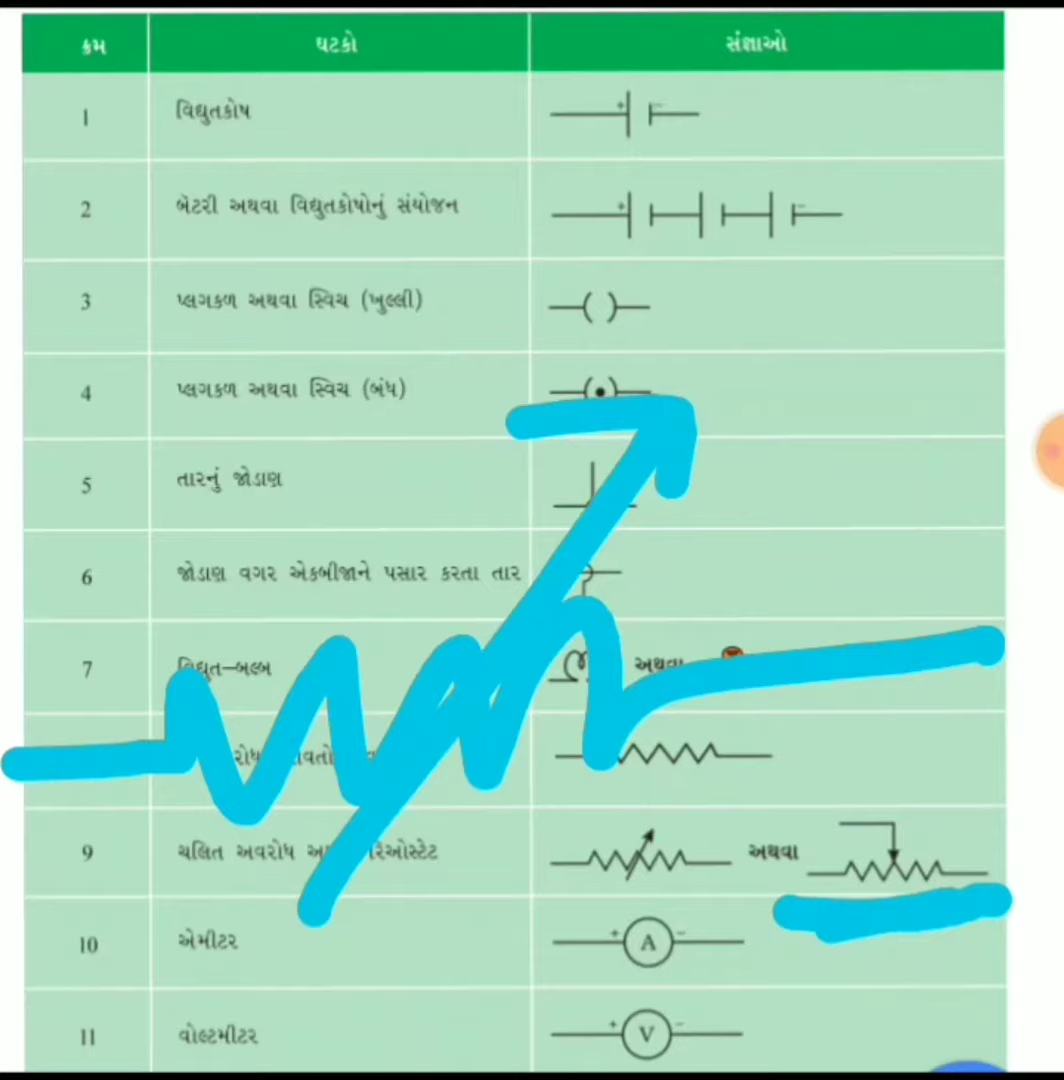 ક્રમ ઘટકો સંજ્ઞાઓ
1 વિદ્યુતકોષ + −
2 બૅટરી અથવા વિદ્યુતકોષોનું સંયોજન + −
3 પ્લગકળ અથવા સ્વિચ (ખુલ્લી)
4 પ્લગકળ અથવા સ્વિચ (બંધ)
5 તારનું જોડાણ
6 જોડાણ વગર એકબીજાને પસાર કરતા તાર
7 વિદ્યુત–બલ્બ અથવા
9 ચલિત અવરોધ અથવા
10 એમીટર + A −
11 વોલ્ટમીટર + V −